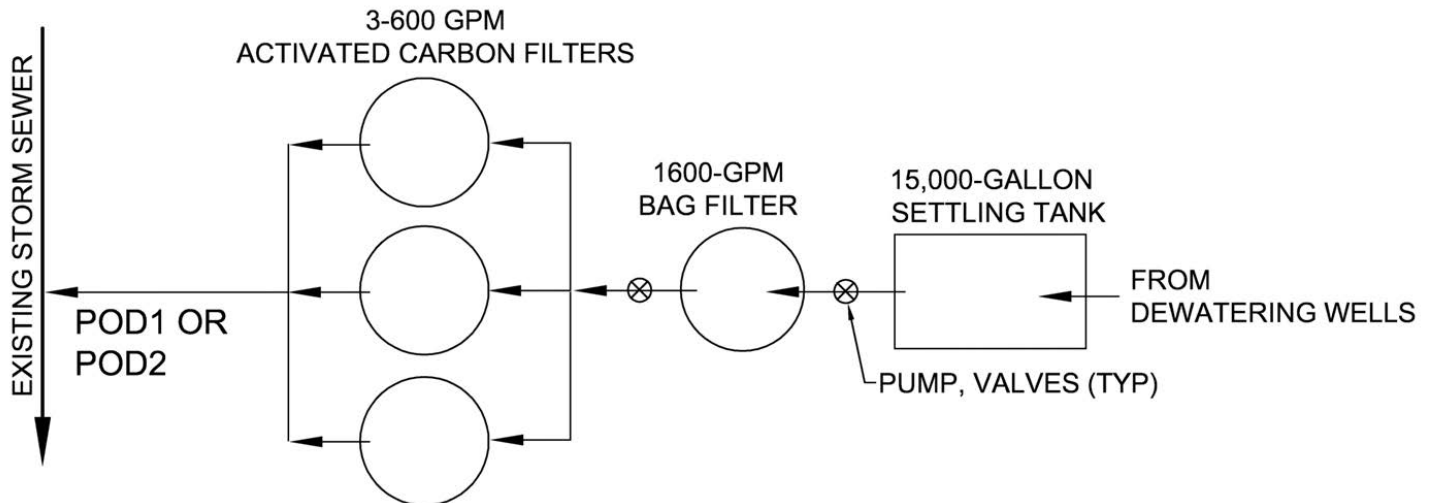 EXISTING STORM SEWER
3-600 GPM
ACTIVATED CARBON FILTERS
1600-GPM
BAG FILTER
15,000-GALLON
SETTLING TANK
FROM
DEWATERING WELLS
POD1 OR
POD2
PUMP, VALVES (TYP)